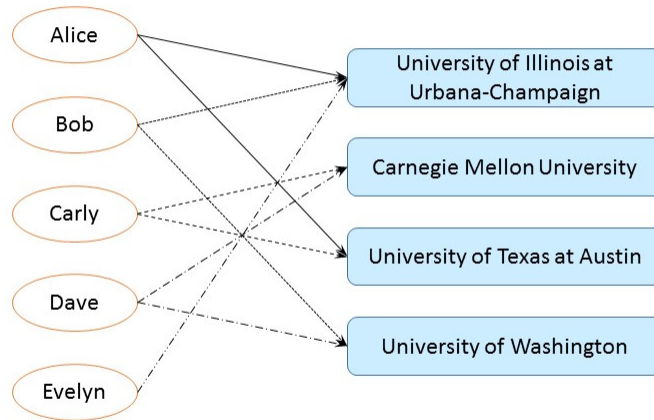 Alice
Bob
Carly
Dave
Evelyn
University of Illinois at
Urbana-Champaign
Carnegie Mellon University
University of Texas at Austin
University of Washington